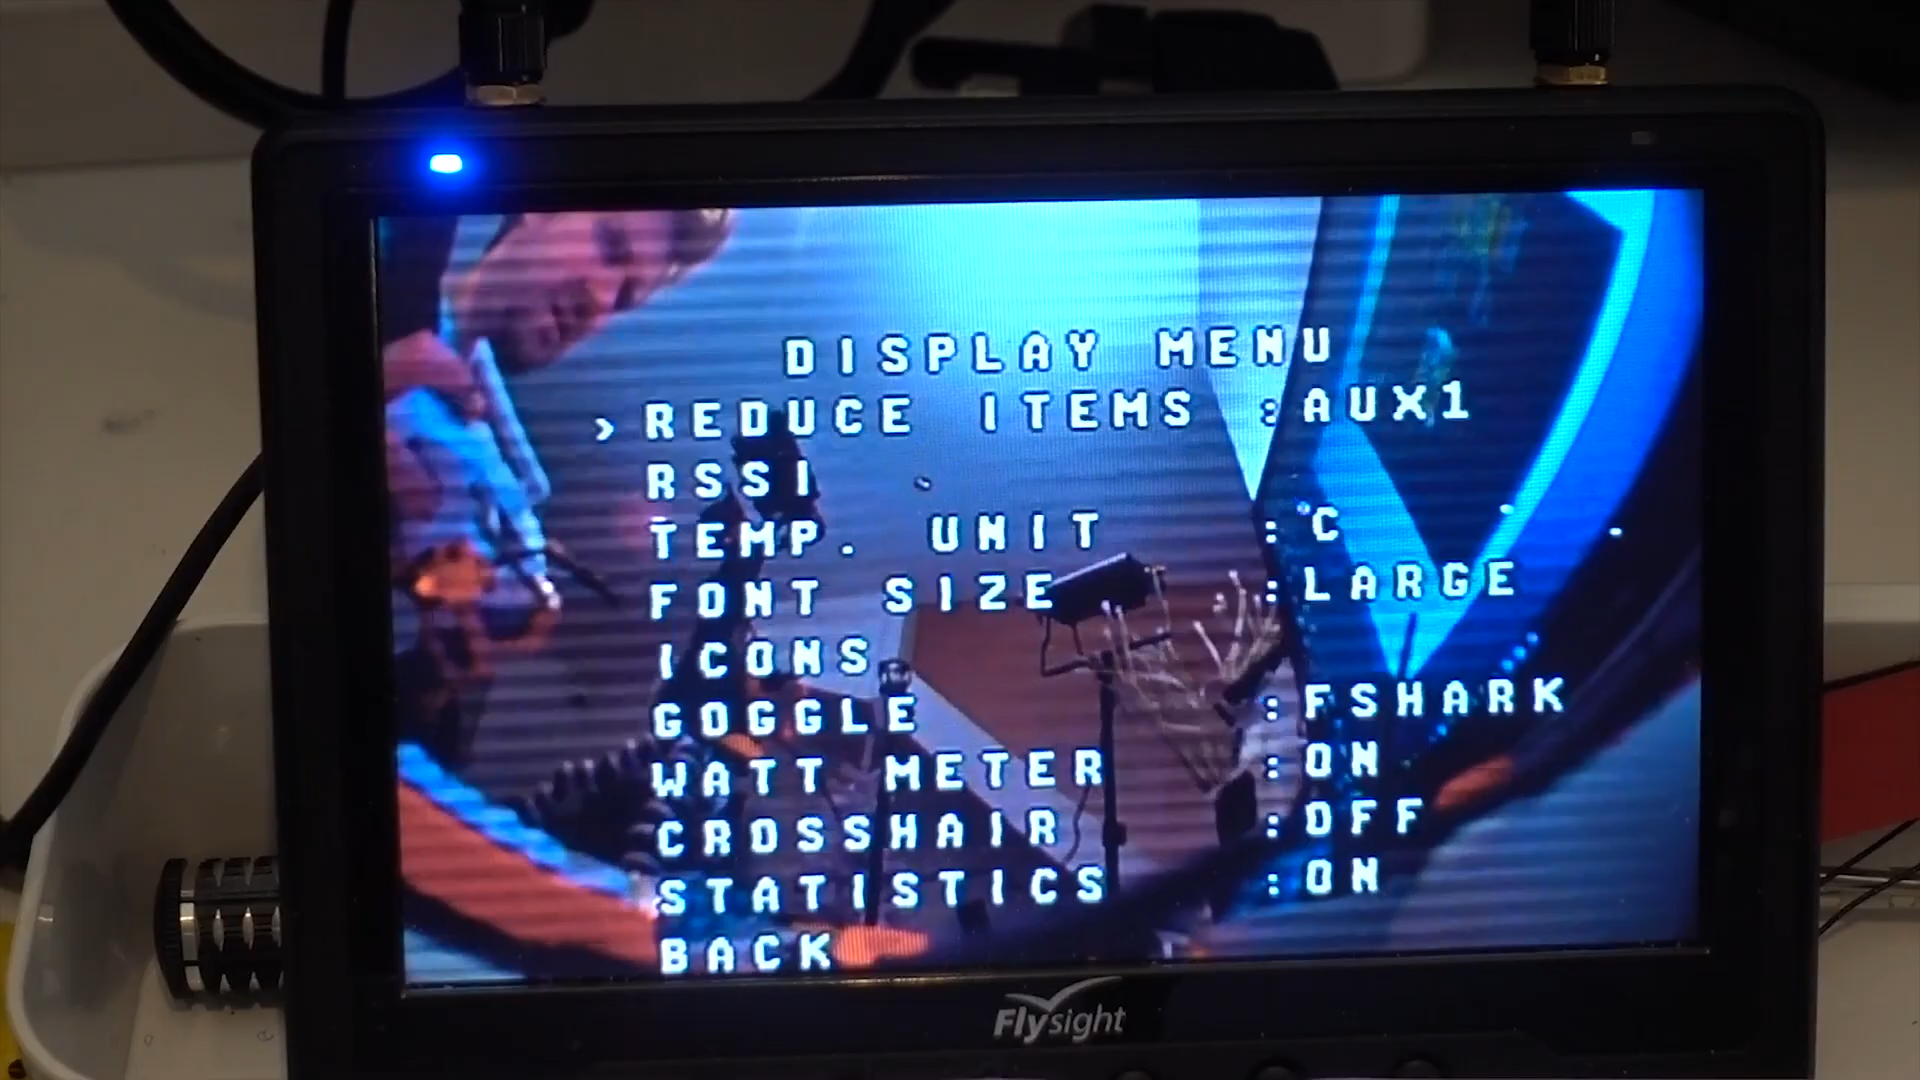 DISPLAY MENU
> REDUCE ITEMS :AUX1
RSSI
TEMP. UNIT :°C
FONT SIZE :LARGE
ICONS
GOGGLE :FSHARK
WATT METER :ON
CROSSHAIR :OFF
STATISTICS :ON
BACK
Flysight